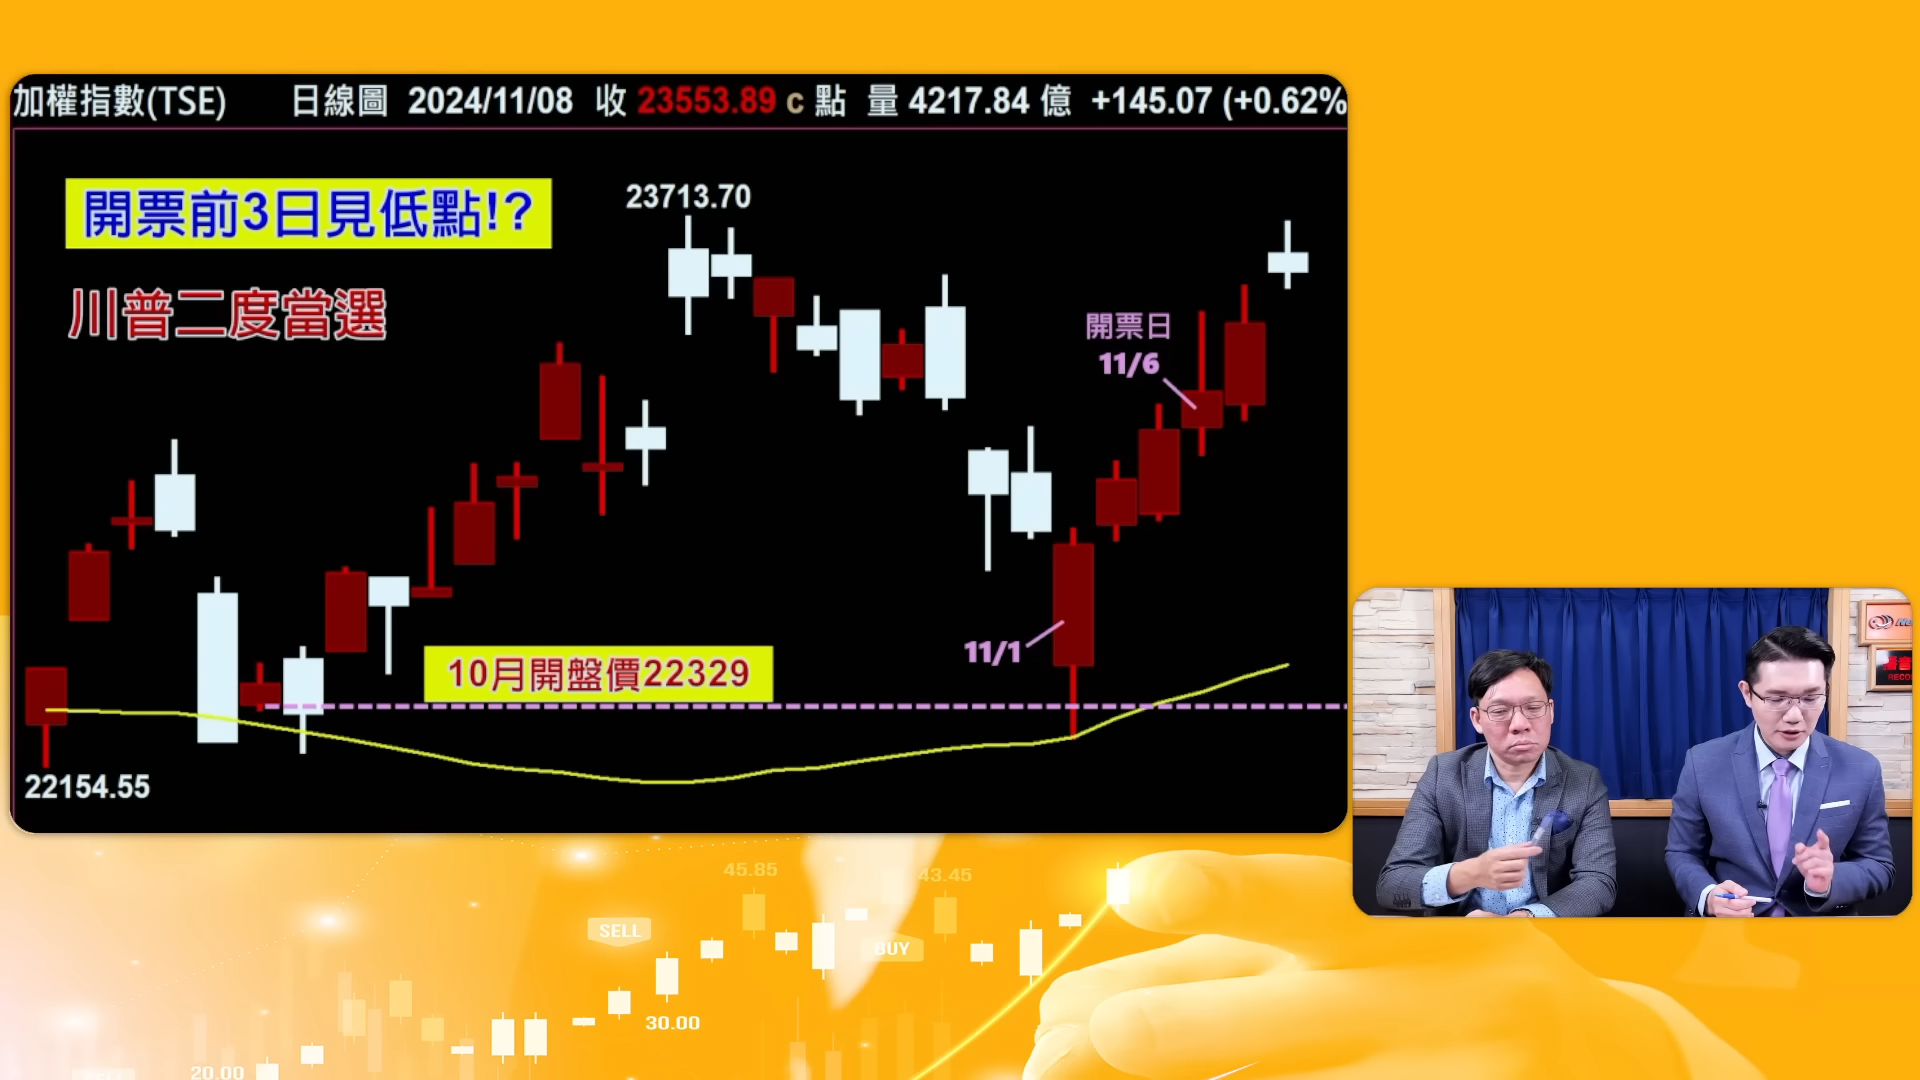 加權指數(TSE) 日線圖 2024/11/08 收 23553.89 c 點 量 4217.84 億 +145.07 (+0.62%
開票前3日見低點!?
23713.70
川普二度當選
開票日
11/6
11/1
10月開盤價22329
22154.55
45.85
43.45
SELL
BUY
30.00
20.00